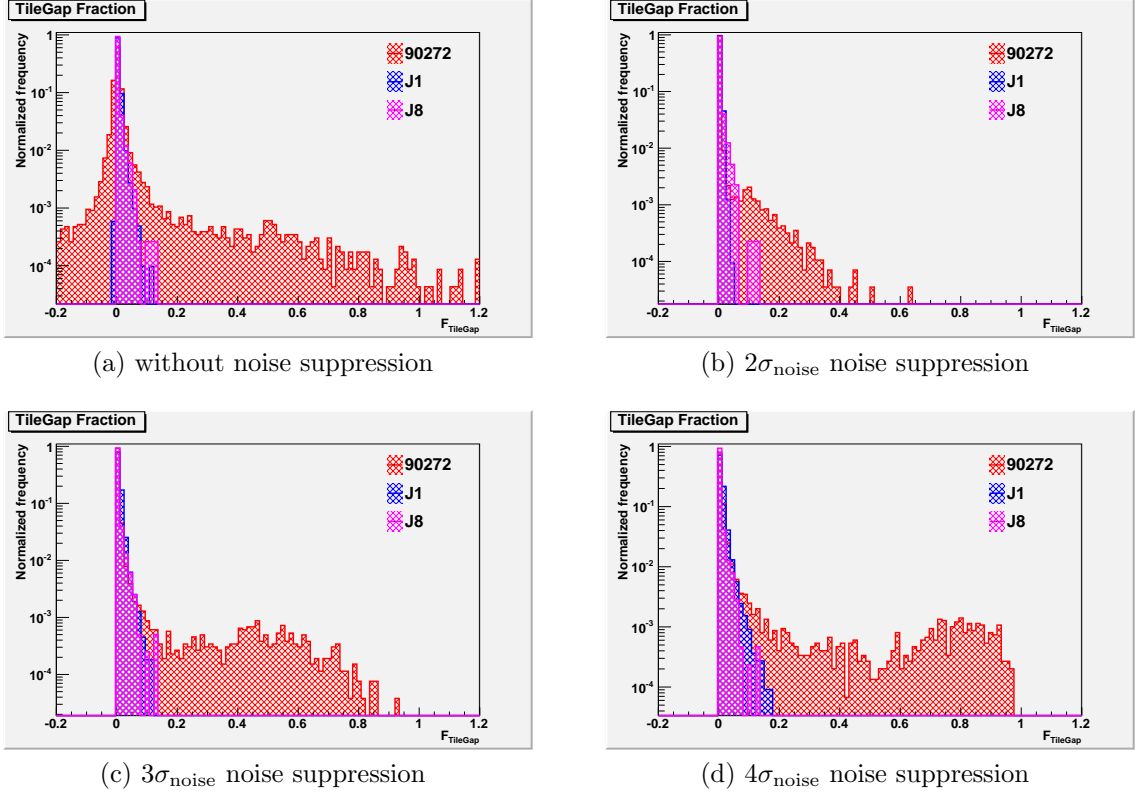 TileGap Fraction
Normalized frequency
1
10^-1
10^-2
10^-3
10^-4
90272
J1
J8
-0.2 0 0.2 0.4 0.6 0.8 1 1.2
F_TileGap
(a) without noise suppression
TileGap Fraction
Normalized frequency
1
10^-1
10^-2
10^-3
10^-4
90272
J1
J8
-0.2 0 0.2 0.4 0.6 0.8 1 1.2
F_TileGap
(b) 2σ_noise noise suppression
TileGap Fraction
Normalized frequency
1
10^-1
10^-2
10^-3
10^-4
90272
J1
J8
-0.2 0 0.2 0.4 0.6 0.8 1 1.2
F_TileGap
(c) 3σ_noise noise suppression
TileGap Fraction
Normalized frequency
1
10^-1
10^-2
10^-3
10^-4
90272
J1
J8
-0.2 0 0.2 0.4 0.6 0.8 1 1.2
F_TileGap
(d) 4σ_noise noise suppression